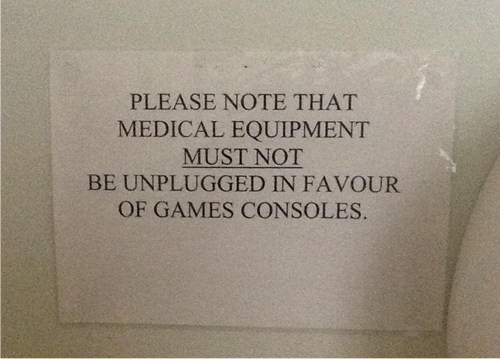 PLEASE NOTE THAT
MEDICAL EQUIPMENT
MUST NOT
BE UNPLUGGED IN FAVOUR
OF GAMES CONSOLES.